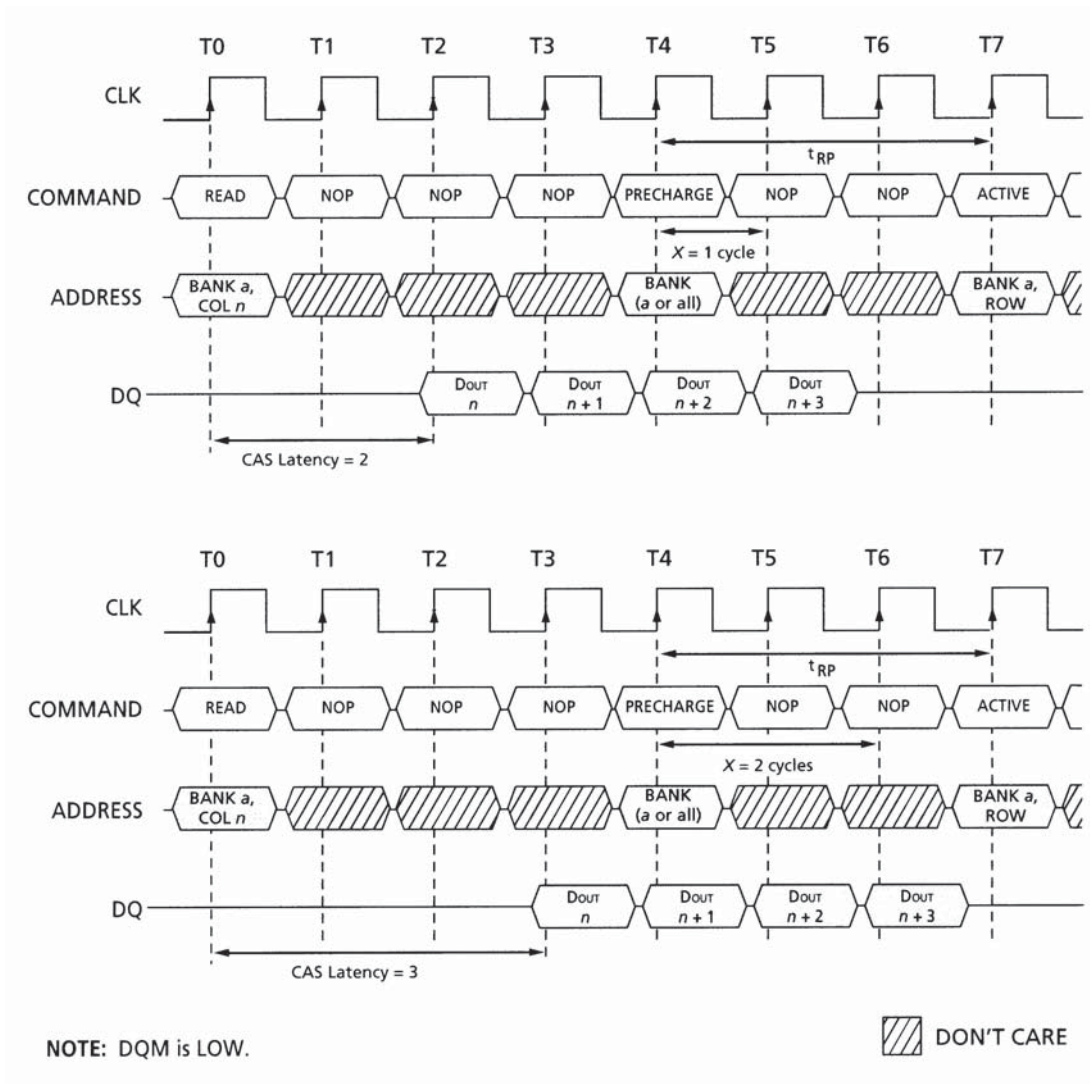 T0 T1 T2 T3 T4 T5 T6 T7
CLK
tRP
COMMAND READ NOP NOP NOP PRECHARGE NOP NOP ACTIVE
X = 1 cycle
ADDRESS BANK a, COL n BANK (a or all) BANK a, ROW
DQ DOUT n DOUT n + 1 DOUT n + 2 DOUT n + 3
CAS Latency = 2
T0 T1 T2 T3 T4 T5 T6 T7
CLK
tRP
COMMAND READ NOP NOP NOP PRECHARGE NOP NOP ACTIVE
X = 2 cycles
ADDRESS BANK a, COL n BANK (a or all) BANK a, ROW
DQ DOUT n DOUT n + 1 DOUT n + 2 DOUT n + 3
CAS Latency = 3
NOTE: DQM is LOW.
DON'T CARE